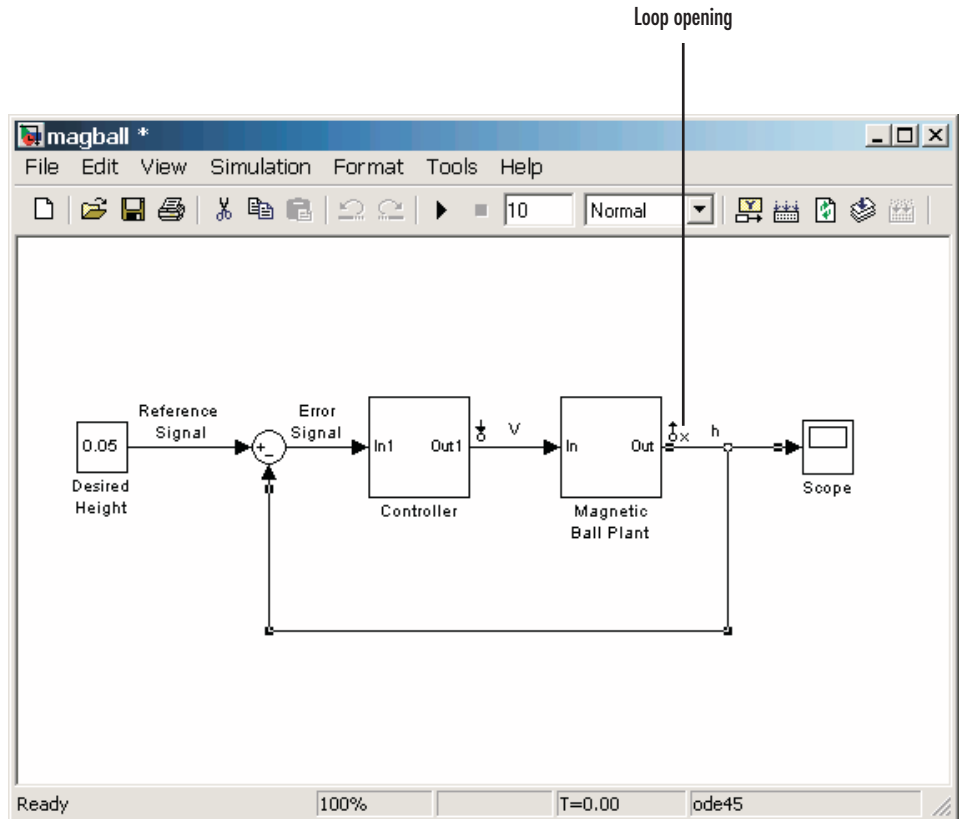 Loop opening
magball *
File Edit View Simulation Format Tools Help
10 Normal
Reference
Signal
Error
Signal
0.05
+
-
In1 Out1
V
In Out
x h
Desired
Height
Controller
Magnetic
Ball Plant
Scope
Ready 100% T=0.00 ode45